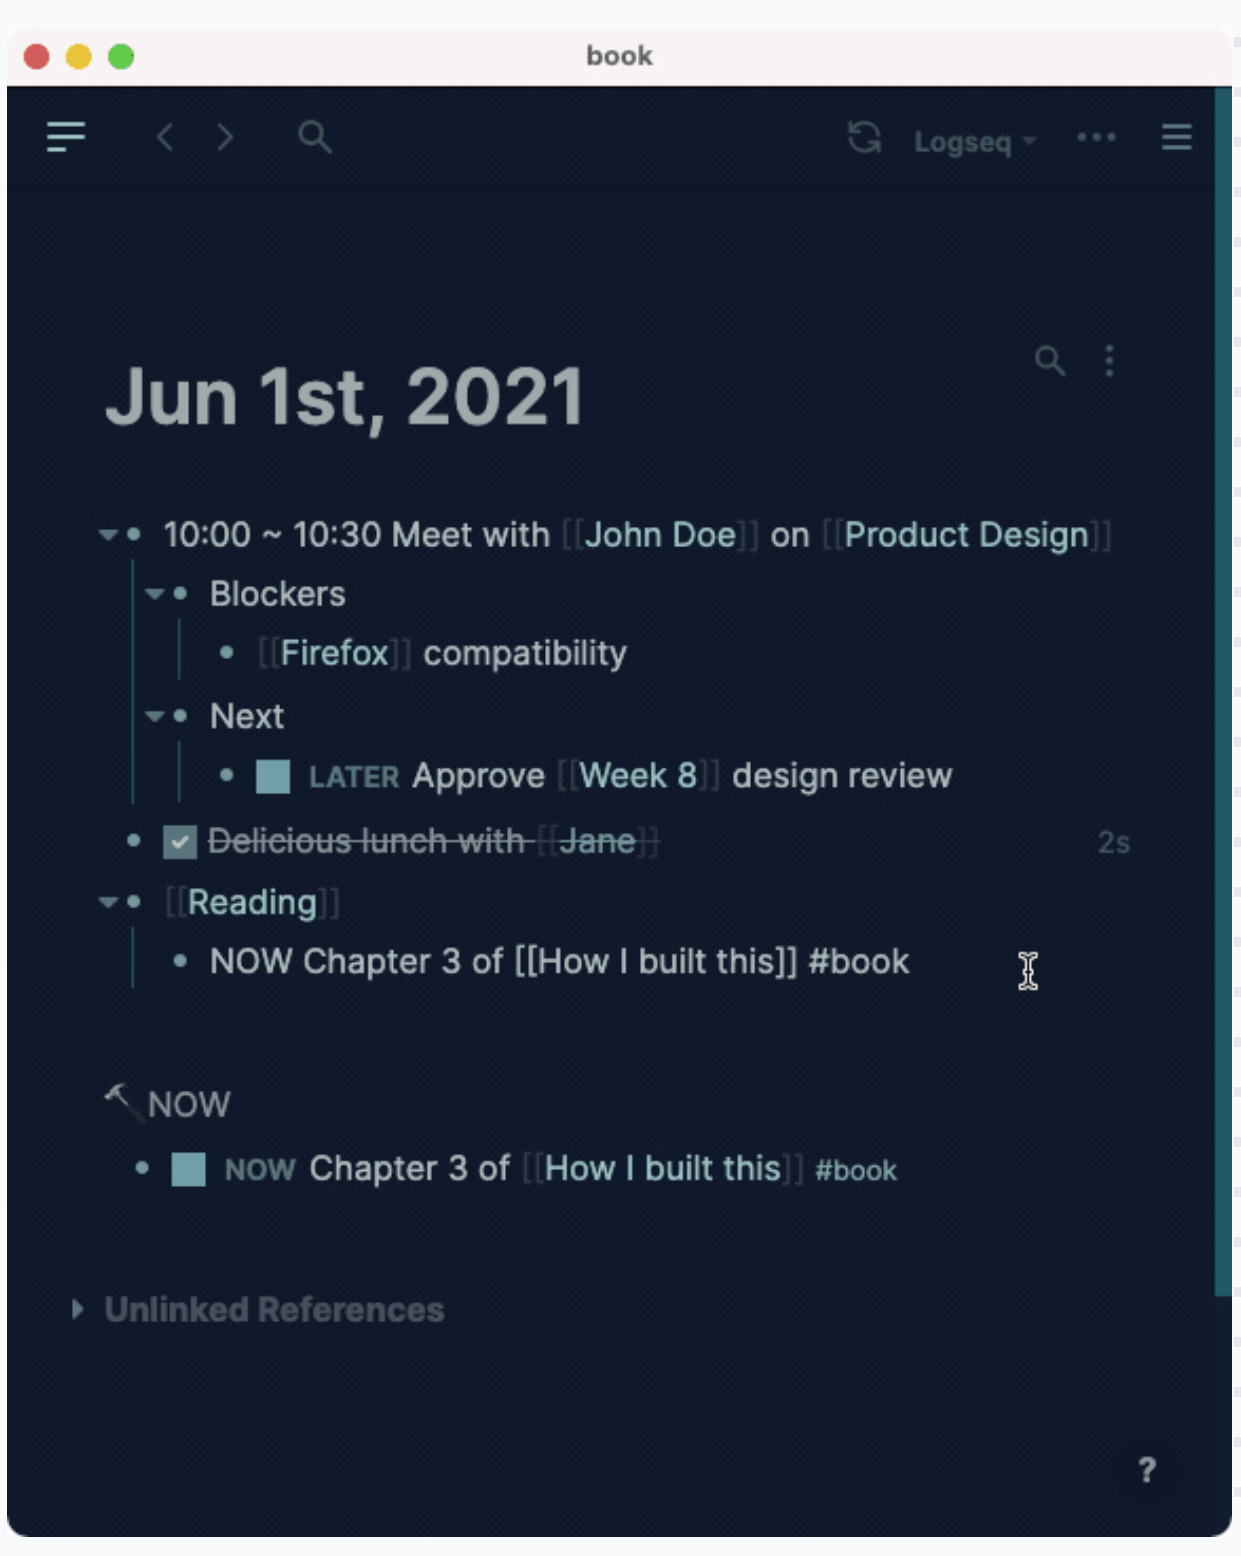 book
Logseq
Jun 1st, 2021
10:00 ~ 10:30 Meet with [[John Doe]] on [[Product Design]]
Blockers
[[Firefox]] compatibility
Next
LATER Approve [[Week 8]] design review
Delicious lunch with [[Jane]] 2s
[[Reading]]
NOW Chapter 3 of [[How I built this]] #book
NOW
NOW Chapter 3 of [[How I built this]] #book
Unlinked References
?